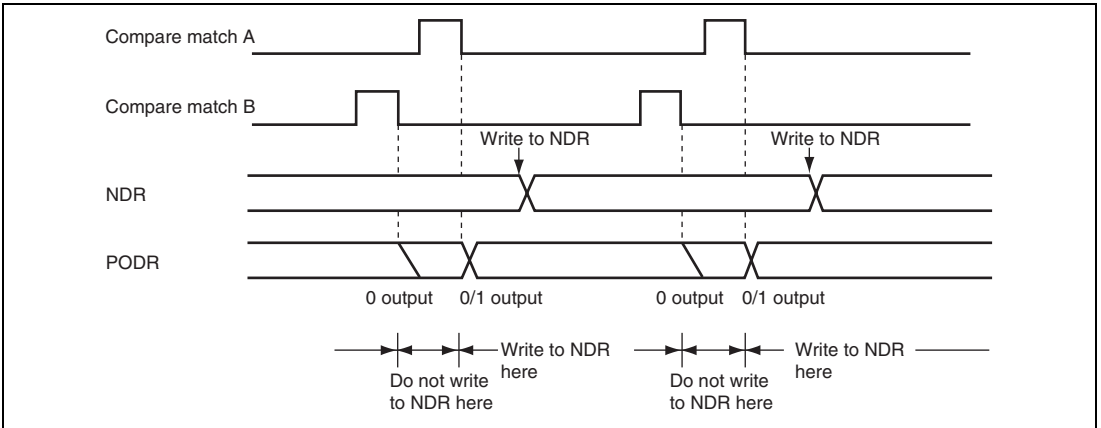 Compare match A
Compare match B
Write to NDR Write to NDR
NDR
PODR
0 output 0/1 output 0 output 0/1 output
Write to NDR here Write to NDR here
Do not write to NDR here Do not write to NDR here